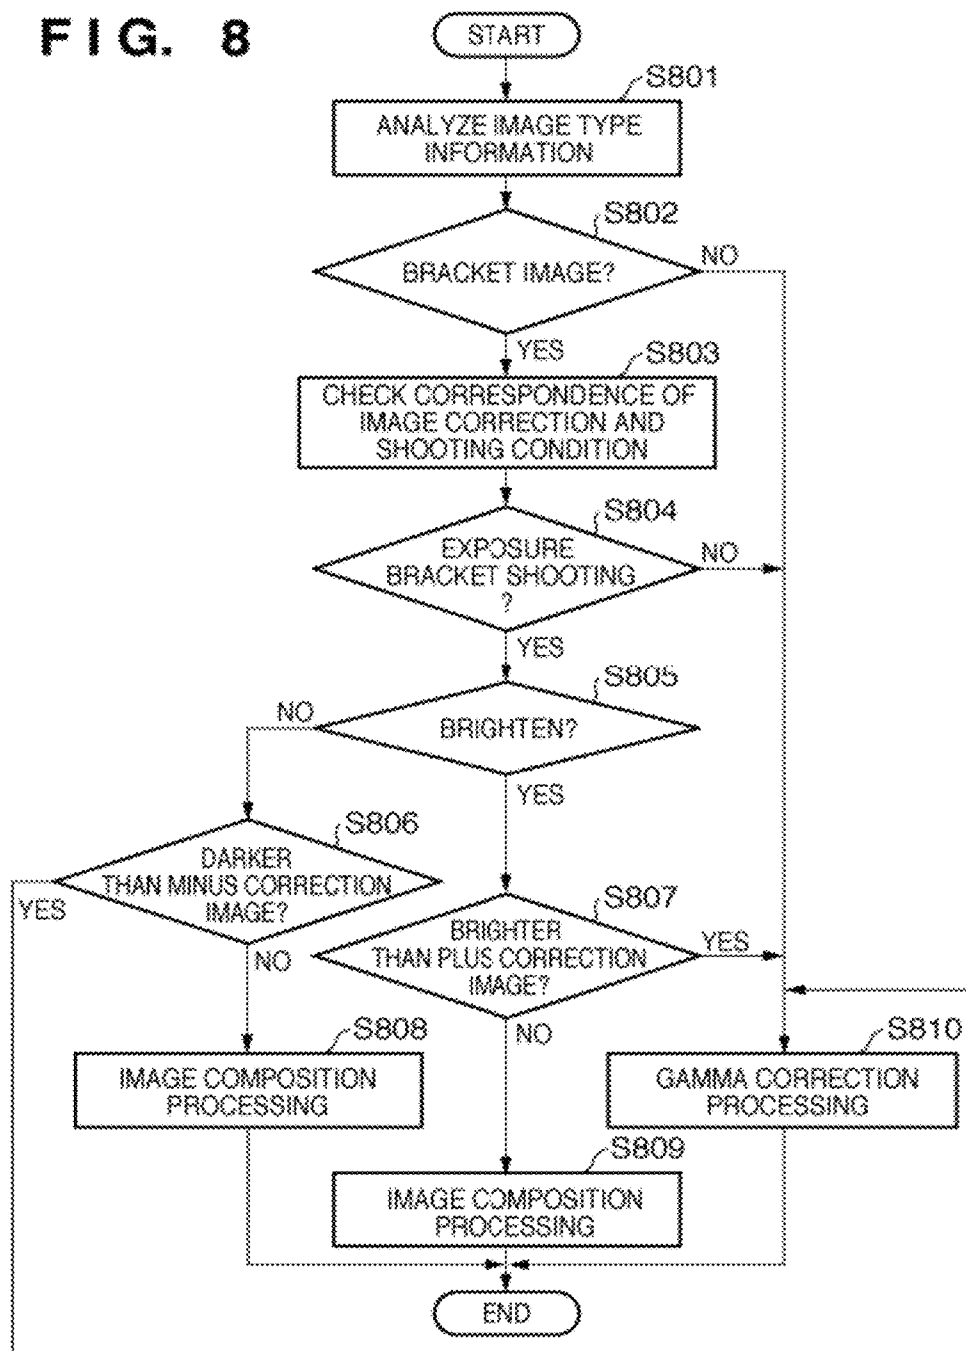 FIG. 8
START
S801
ANALYZE IMAGE TYPE
INFORMATION
S802
BRACKET IMAGE?
NO
YES
S803
CHECK CORRESPONDENCE OF
IMAGE CORRECTION AND
SHOOTING CONDITION
S804
EXPOSURE
BRACKET SHOOTING
?
NO
YES
S805
BRIGHTEN?
NO
YES
S806
DARKER
THAN MINUS CORRECTION
IMAGE?
YES
NO
S807
BRIGHTER
THAN PLUS CORRECTION
IMAGE?
YES
NO
S808
IMAGE COMPOSITION
PROCESSING
S810
GAMMA CORRECTION
PROCESSING
S809
IMAGE COMPOSITION
PROCESSING
END